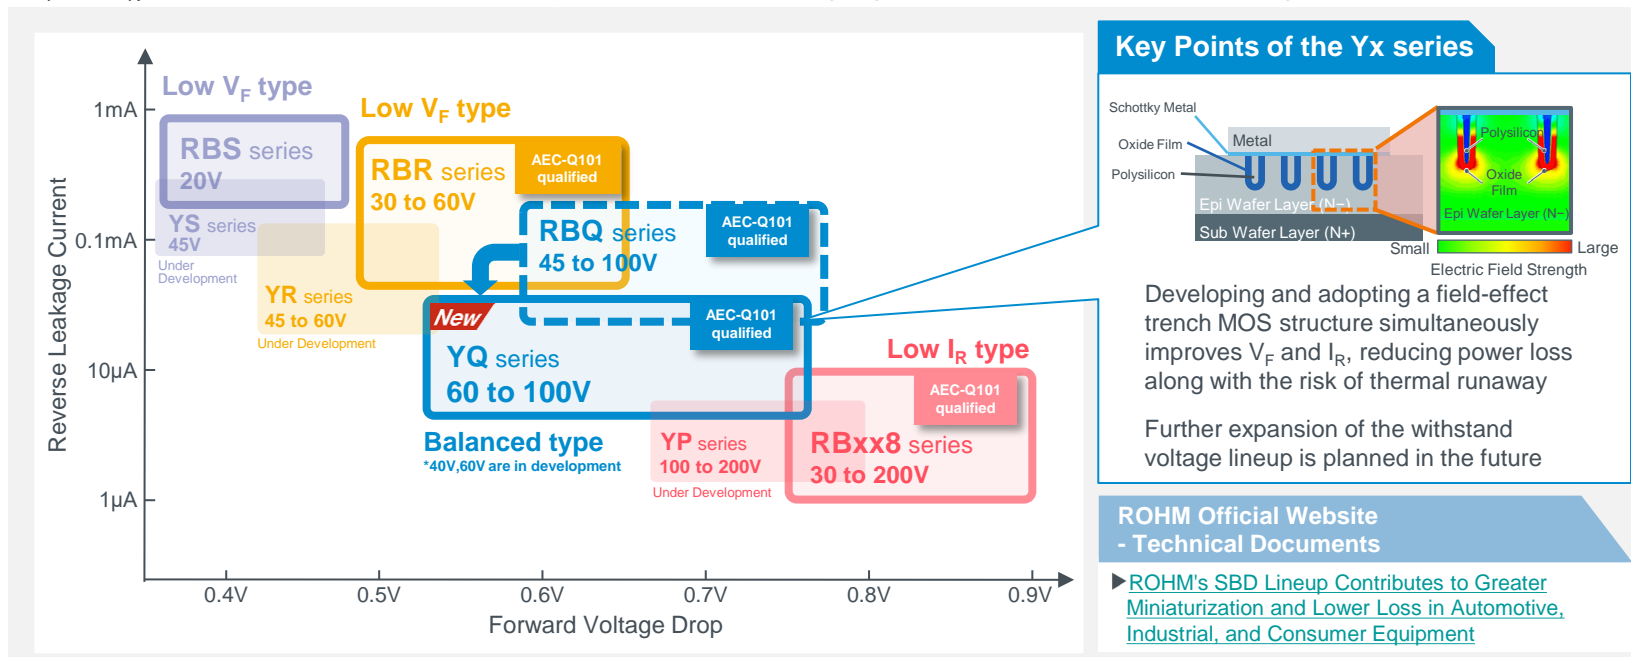 Low VF type
Low VF type
1mA
RBS series
20V
RBR series
30 to 60V
AEC-Q101
qualified
YS series
45V
Under
Development
0.1mA
RBQ series
45 to 100V
AEC-Q101
qualified
YR series
45 to 60V
Under Development
New
AEC-Q101
qualified
YQ series
60 to 100V
10μA
Low IR type
AEC-Q101
qualified
Balanced type
*40V,60V are in development
YP series
100 to 200V
Under Development
RBxx8 series
30 to 200V
1μA
Reverse Leakage Current
0.4V
0.5V
0.6V
0.7V
0.8V
0.9V
Forward Voltage Drop
Key Points of the Yx series
Schottky Metal
Oxide Film
Polysilicon
Metal
Epi Wafer Layer (N−)
Sub Wafer Layer (N+)
Polysilicon
Oxide
Film
Epi Wafer Layer (N−)
Small
Large
Electric Field Strength
Developing and adopting a field-effect
trench MOS structure simultaneously
improves VF and IR, reducing power loss
along with the risk of thermal runaway
Further expansion of the withstand
voltage lineup is planned in the future
ROHM Official Website
- Technical Documents
▶ROHM's SBD Lineup Contributes to Greater
Miniaturization and Lower Loss in Automotive,
Industrial, and Consumer Equipment